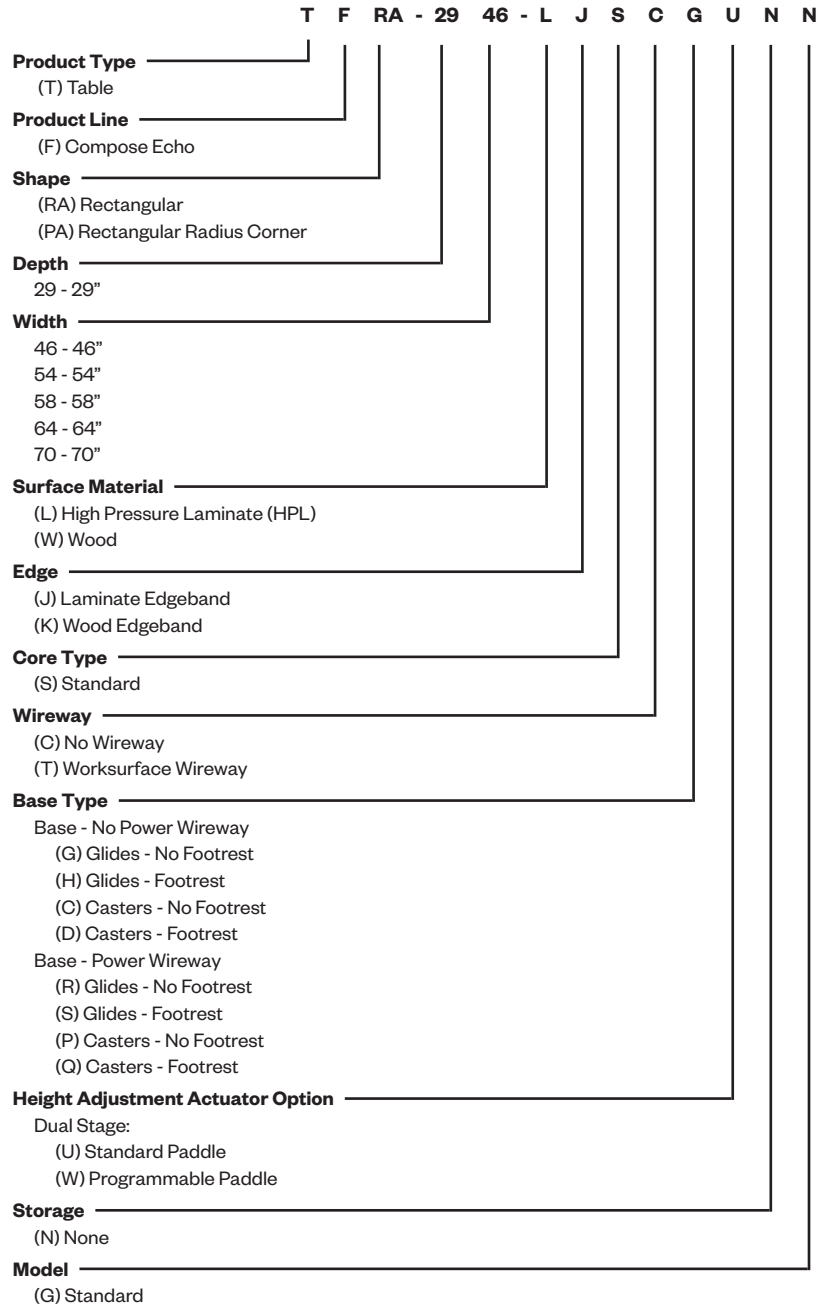 T F RA - 29 46 - L J S C G U N N
Product Type
(T) Table
Product Line
(F) Compose Echo
Shape
(RA) Rectangular
(PA) Rectangular Radius Corner
Depth
29 - 29”
Width
46 - 46”
54 - 54”
58 - 58”
64 - 64”
70 - 70”
Surface Material
(L) High Pressure Laminate (HPL)
(W) Wood
Edge
(J) Laminate Edgeband
(K) Wood Edgeband
Core Type
(S) Standard
Wireway
(C) No Wireway
(T) Worksurface Wireway
Base Type
Base - No Power Wireway
(G) Glides - No Footrest
(H) Glides - Footrest
(C) Casters - No Footrest
(D) Casters - Footrest
Base - Power Wireway
(R) Glides - No Footrest
(S) Glides - Footrest
(P) Casters - No Footrest
(Q) Casters - Footrest
Height Adjustment Actuator Option
Dual Stage:
(U) Standard Paddle
(W) Programmable Paddle
Storage
(N) None
Model
(G) Standard